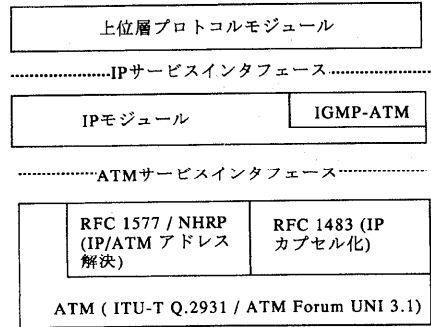 上位層プロトコルモジュール
IPサービスインタフェース
IPモジュール
IGMP-ATM
ATMサービスインタフェース
RFC 1577 / NHRP
(IP/ATM アドレス
解決)
RFC 1483 (IP
カプセル化)
ATM ( ITU-T Q.2931 / ATM Forum UNI 3.1)